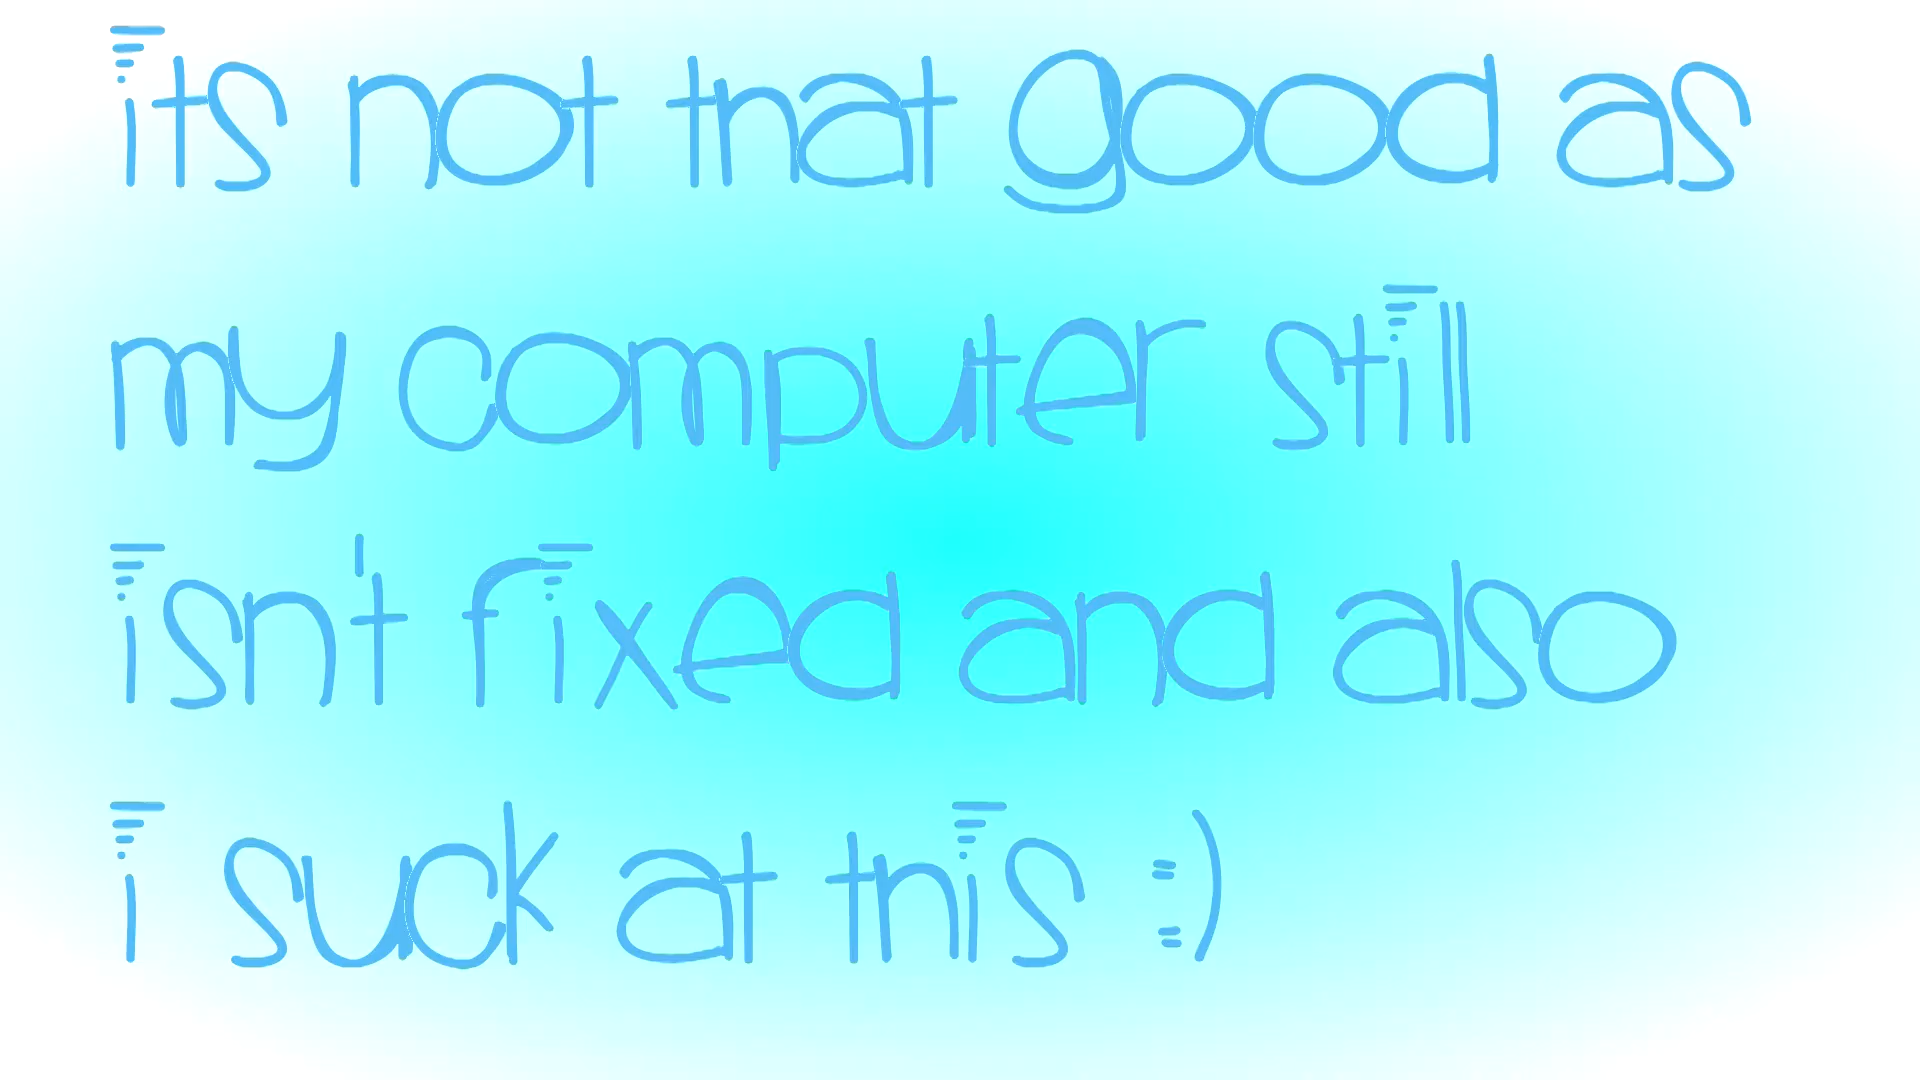 its not that good as
my computer still
isn't fixed and also
i suck at this :)